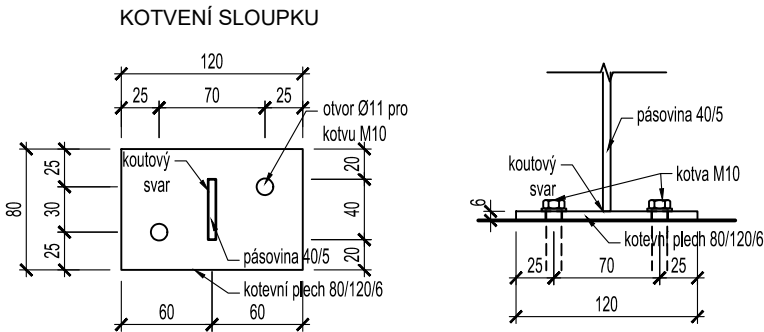 KOTVENÍ SLOUPKU
120
25
70
25
otvor Ø11 pro
kotvu M10
80
25
30
25
koutový
svar
20
40
20
pásovina 40/5
kotevní plech 80/120/6
60
60
pásovina 40/5
koutový
svar
kotva M10
6
kotevní plech 80/120/6
25
70
25
120